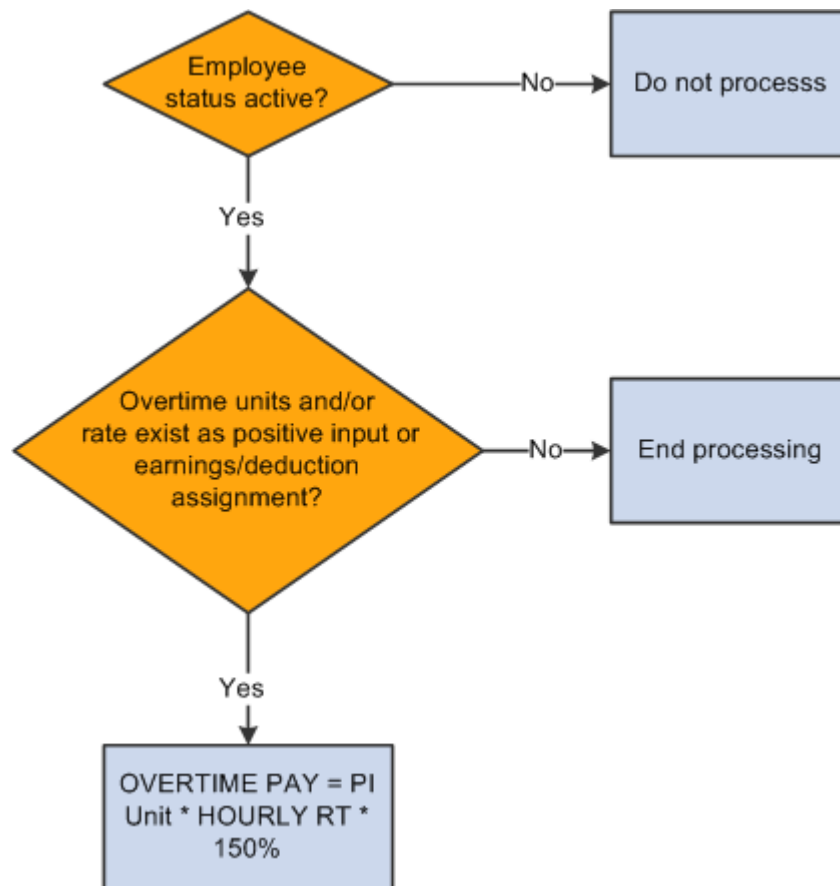 Employee
status active?
No
Do not processs
Yes
Overtime units and/or
rate exist as positive input or
earnings/deduction
assignment?
No
End processing
Yes
OVERTIME PAY = PI
Unit * HOURLY RT *
150%